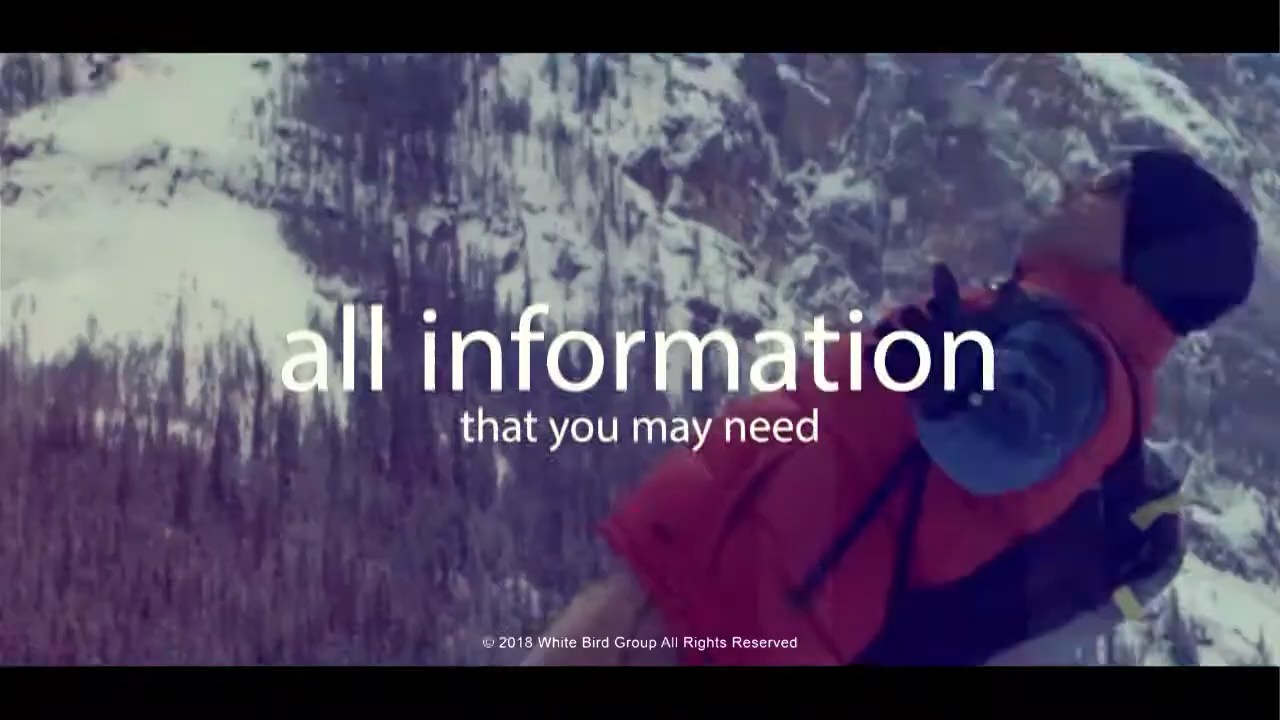 all information
that you may need
© 2018 White Bird Group All Rights Reserved